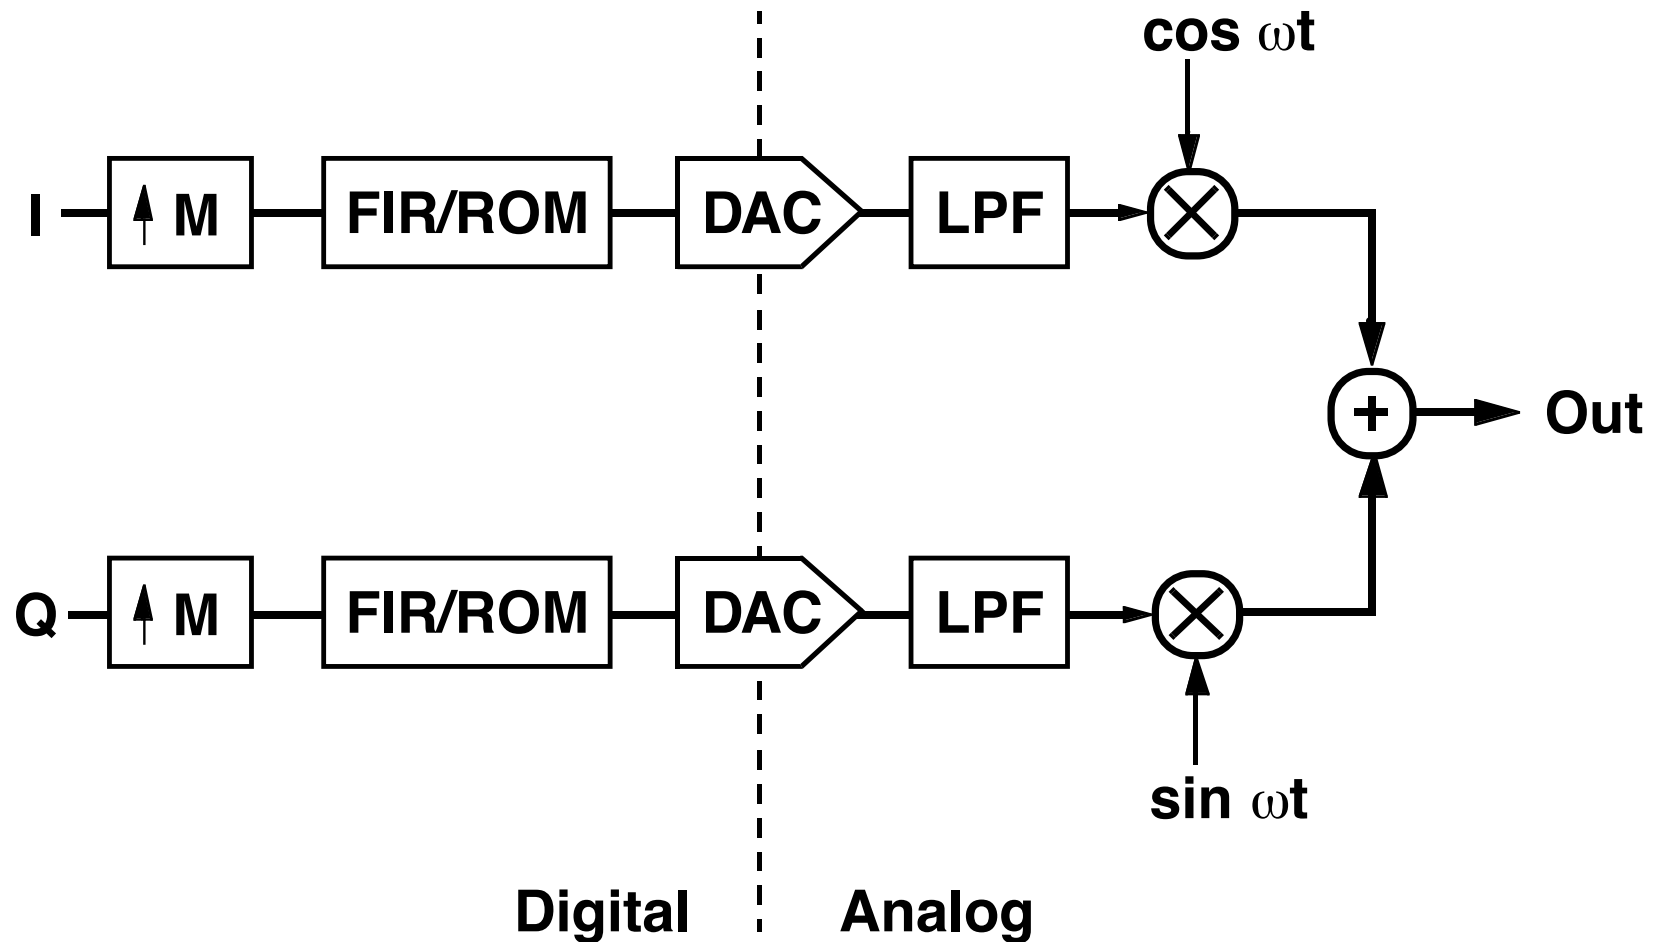 cos ωt
I ↑ M FIR/ROM DAC LPF
+ Out
Q ↑ M FIR/ROM DAC LPF
sin ωt
Digital Analog